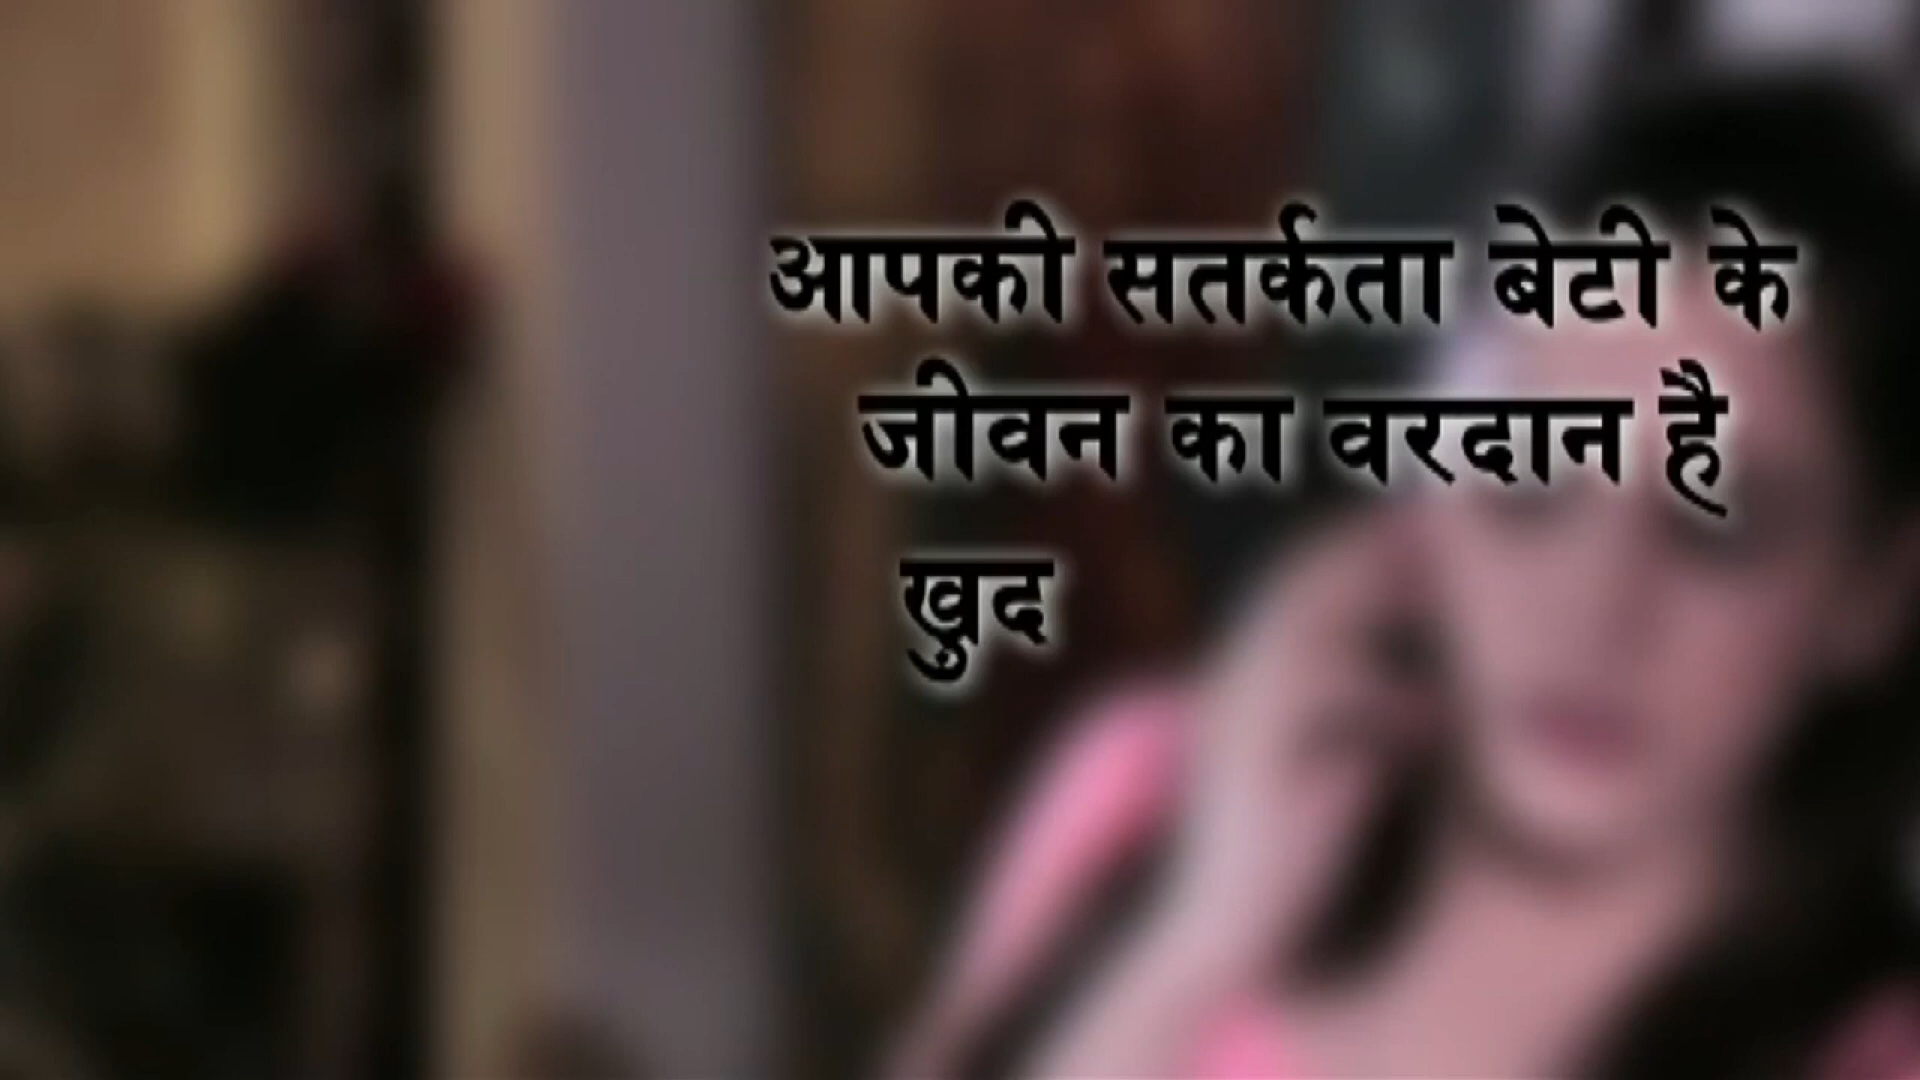 आपकी सतर्कता बेटी के
जीवन का वरदान है
खुद